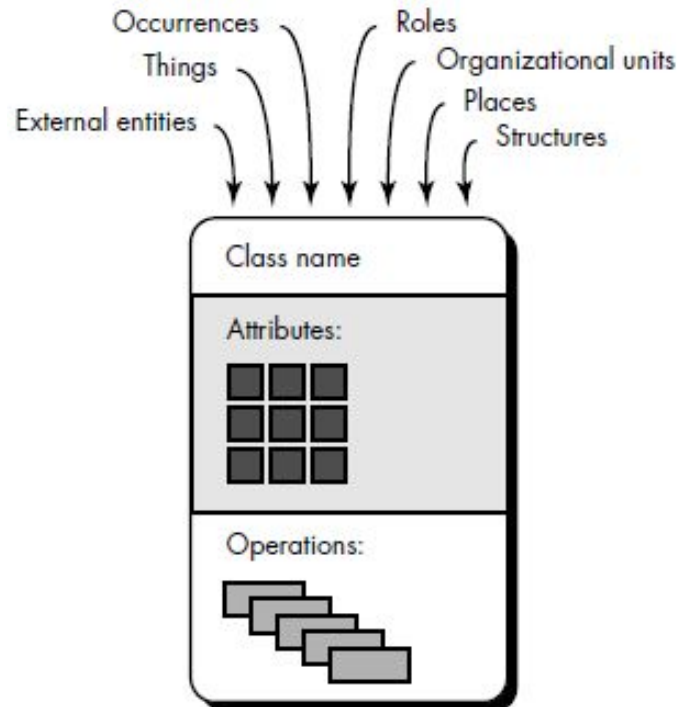 Occurrences
Roles
Things
Organizational units
Places
External entities
Structures
Class name
Attributes:
Operations: